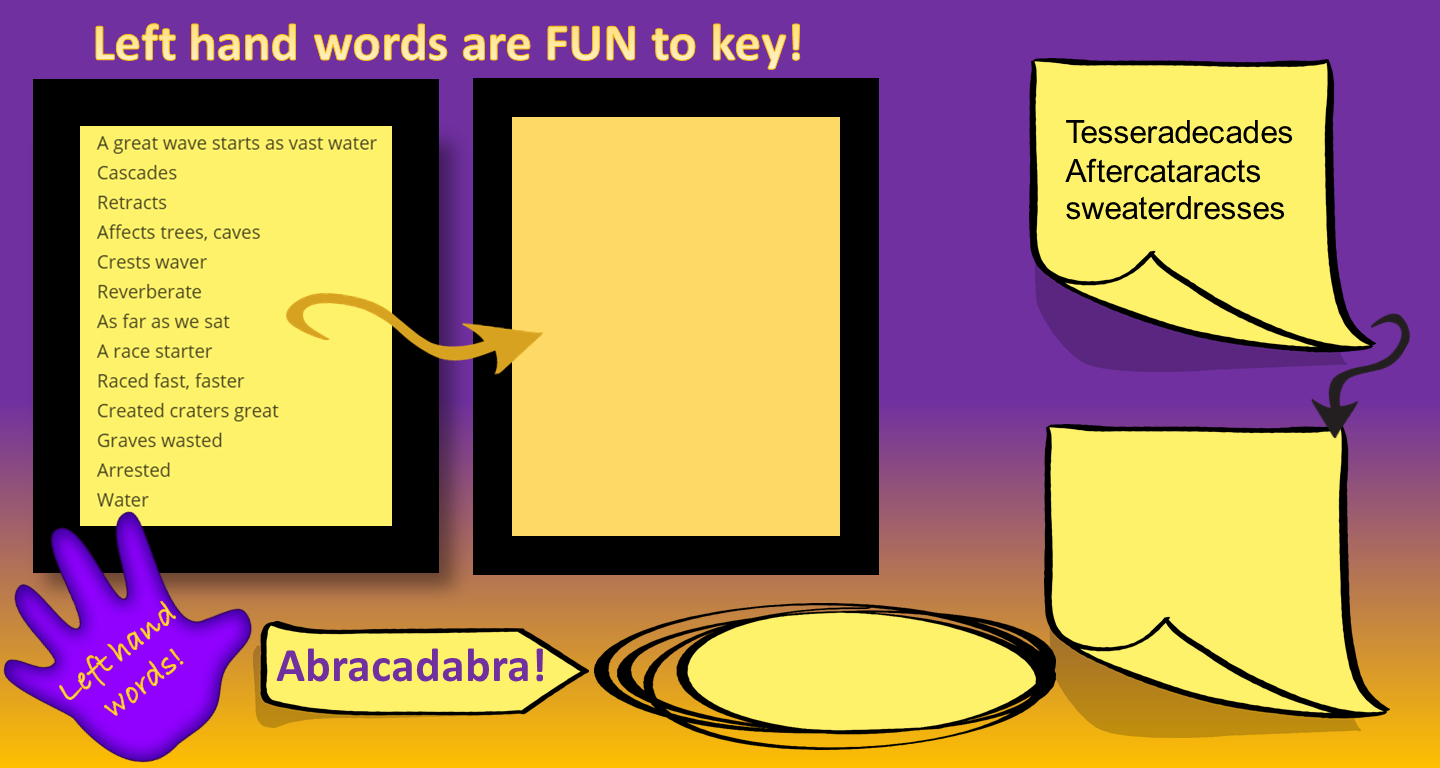 Left hand words are FUN to key!
A great wave starts as vast water
Cascades
Retracts
Affects trees, caves
Crests waver
Reverberate
As far as we sat
A race starter
Raced fast, faster
Created craters great
Graves wasted
Arrested
Water
Tesseradecades
Aftercataracts
sweaterdresses
Left hand
words!
Abracadabra!